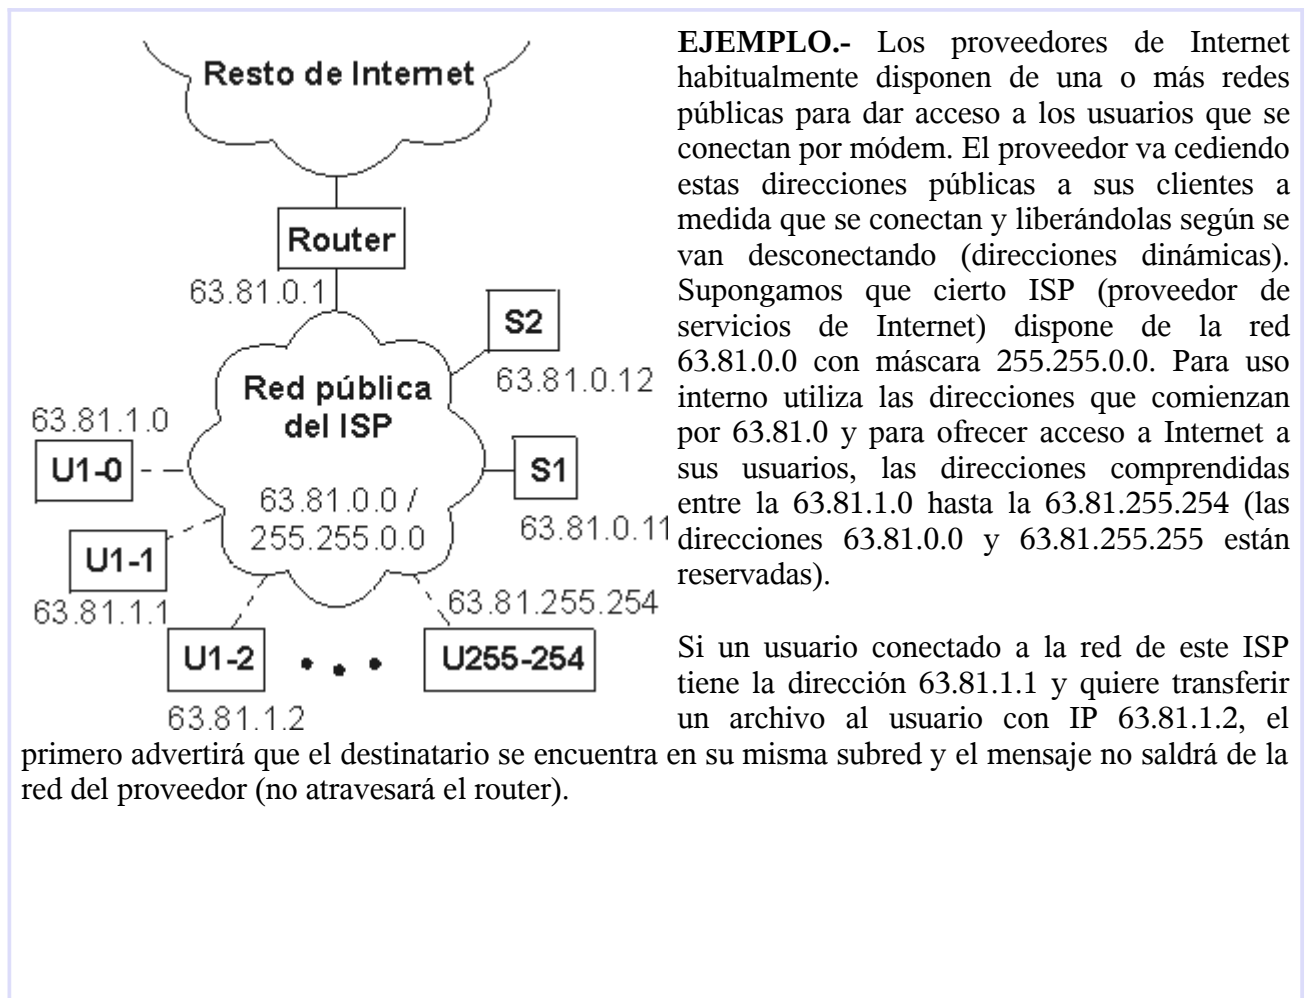 Resto de Internet
Router
63.81.0.1
S2
63.81.0.12
Red pública
del ISP
63.81.1.0
U1-0
S1
63.81.0.0 /
255.255.0.0
63.81.0.11
U1-1
63.81.1.1
63.81.255.254
U1-2
U255-254
63.81.1.2
EJEMPLO.- Los proveedores de Internet
habitualmente disponen de una o más redes
públicas para dar acceso a los usuarios que se
conectan por módem. El proveedor va cediendo
estas direcciones públicas a sus clientes a
medida que se conectan y liberándolas según se
van desconectando (direcciones dinámicas).
Supongamos que cierto ISP (proveedor de
servicios de Internet) dispone de la red
63.81.0.0 con máscara 255.255.0.0. Para uso
interno utiliza las direcciones que comienzan
por 63.81.0 y para ofrecer acceso a Internet a
sus usuarios, las direcciones comprendidas
entre la 63.81.1.0 hasta la 63.81.255.254 (las
direcciones 63.81.0.0 y 63.81.255.255 están
reservadas).
Si un usuario conectado a la red de este ISP
tiene la dirección 63.81.1.1 y quiere transferir
un archivo al usuario con IP 63.81.1.2, el
primero advertirá que el destinatario se encuentra en su misma subred y el mensaje no saldrá de la
red del proveedor (no atravesará el router).